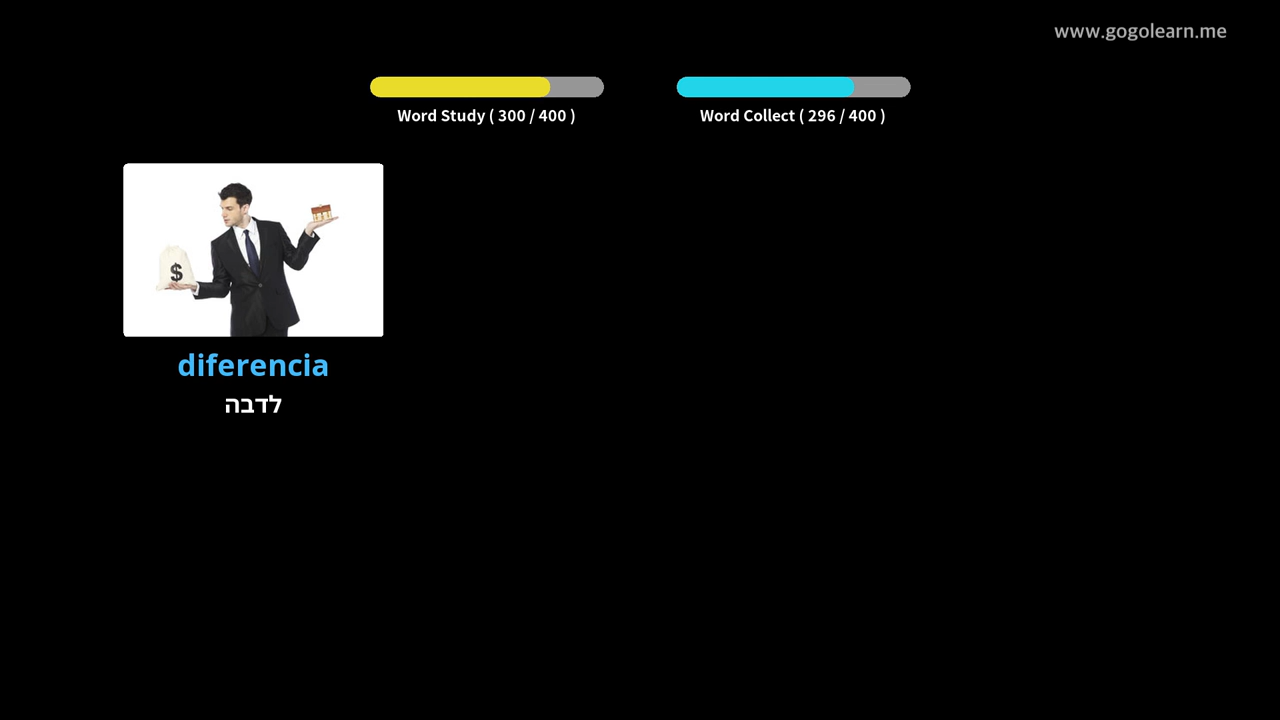 www.gogolearn.me
Word Study ( 300 / 400 )
Word Collect ( 296 / 400 )
$
diferencia
לדבה